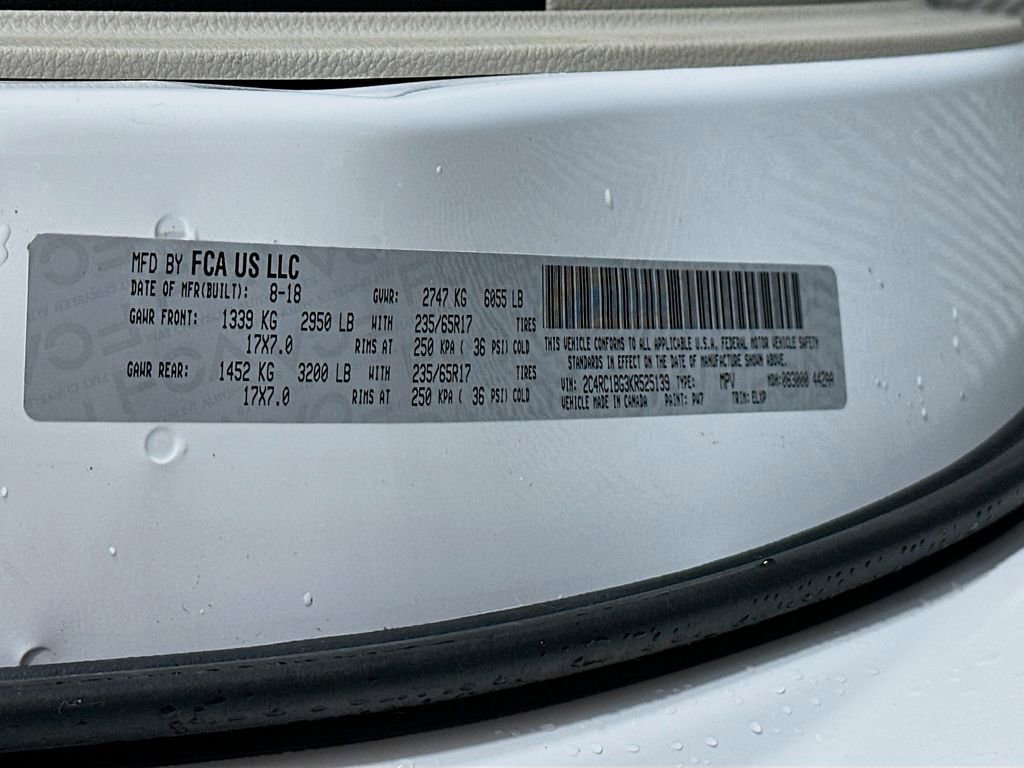 MFD BY FCA US LLC
DATE OF MFR(BUILT): 8-18 GVWR: 2747 KG 6055 LB
GAWR FRONT: 1339 KG 2950 LB WITH 235/65R17 TIRES
17X7.0 RIMS AT 250 KPA ( 36 PSI) COLD
GAWR REAR: 1452 KG 3200 LB WITH 235/65R17 TIRES
17X7.0 RIMS AT 250 KPA ( 36 PSI) COLD
THIS VEHICLE CONFORMS TO ALL APPLICABLE U.S.A. FEDERAL MOTOR VEHICLE SAFETY
STANDARDS IN EFFECT ON THE DATE OF MANUFACTURE SHOWN ABOVE.
VIN: 2C4RC1BG3KR525139 TYPE: MPV MDH: 083000 442AA
VEHICLE MADE IN CANADA PAINT: PW7 TRIM: ELXP